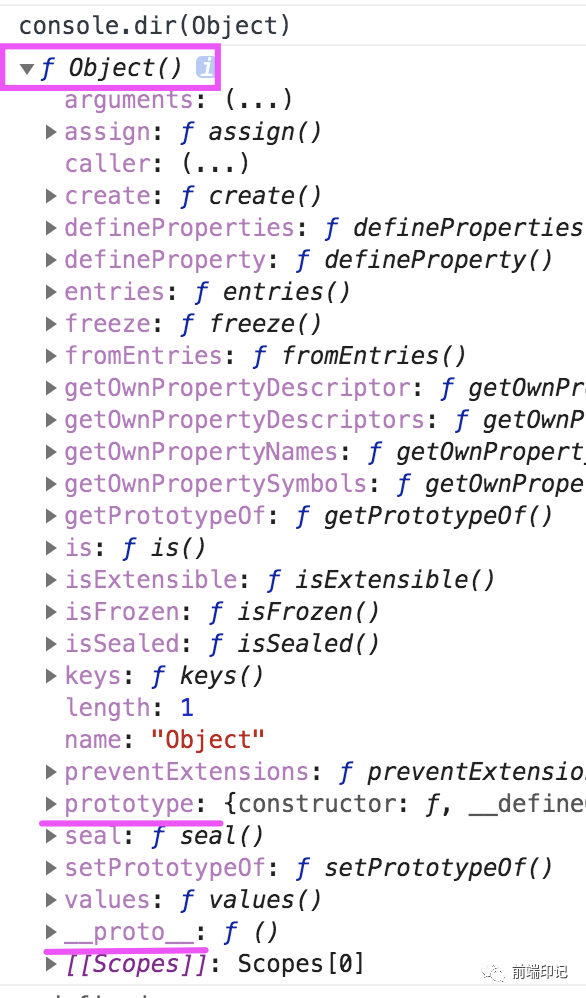 console.dir(Object)
▼ƒ Object() i
arguments: (...)
▶assign: ƒ assign()
caller: (...)
▶create: ƒ create()
▶defineProperties: ƒ defineProperties
▶defineProperty: ƒ defineProperty()
▶entries: ƒ entries()
▶freeze: ƒ freeze()
▶fromEntries: ƒ fromEntries()
▶getOwnPropertyDescriptor: ƒ getOwnPr
▶getOwnPropertyDescriptors: ƒ getOwnP
▶getOwnPropertyNames: ƒ getOwnPropert
▶getOwnPropertySymbols: ƒ getOwnPrope
▶getPrototypeOf: ƒ getPrototypeOf()
▶is: ƒ is()
▶isExtensible: ƒ isExtensible()
▶isFrozen: ƒ isFrozen()
▶isSealed: ƒ isSealed()
▶keys: ƒ keys()
length: 1
name: "Object"
▶preventExtensions: ƒ preventExtensio
▶prototype: {constructor: ƒ, __define
▶seal: ƒ seal()
▶setPrototypeOf: ƒ setPrototypeOf()
▶values: ƒ values()
▶__proto__: ƒ ()
▶[[Scopes]]: Scopes[0]
前端印记